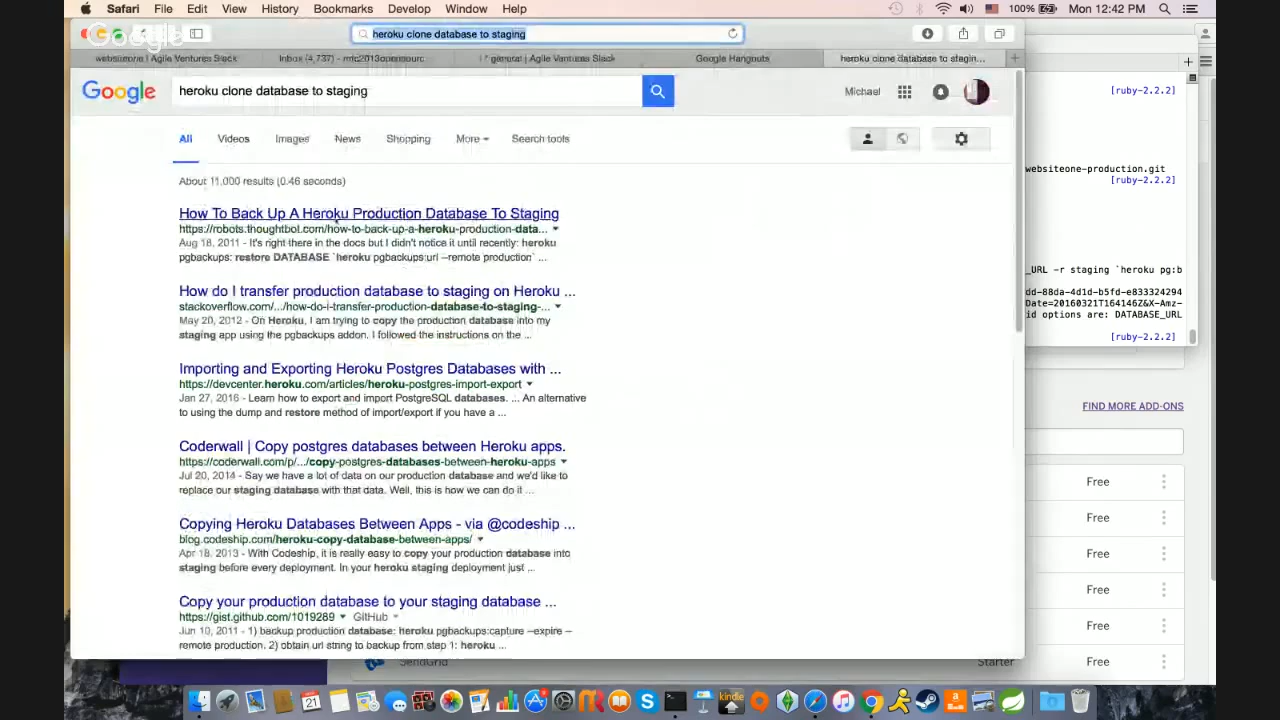 Safari File Edit View History Bookmarks Develop Window Help 100% Mon 12:42 PM
Google
heroku clone database to staging
websiteone | Agile Ventures Slack Inbox (4,737) general | Agile Ventures Slack Google Hangouts heroku clone database to stagin...
Google heroku clone database to staging Michael
All Videos Images News Shopping More Search tools
About 11,000 results (0.46 seconds)
How To Back Up A Heroku Production Database To Staging
https://robots.thoughtbot.com/how-to-back-up-a-heroku-production-data...
Aug 18, 2011 - It's right there in the docs but I didn't notice it until recently: heroku
pgbackups: restore DATABASE `heroku pgbackups:url --remote production` ...
How do I transfer production database to staging on Heroku ...
stackoverflow.com/.../how-do-i-transfer-production-database-to-staging-...
May 20, 2012 - On Heroku, I am trying to copy the production database into my
staging app using the pgbackups addon. I followed the instructions on the ...
Importing and Exporting Heroku Postgres Databases with ...
https://devcenter.heroku.com/articles/heroku-postgres-import-export
Jan 27, 2016 - Learn how to export and import PostgreSQL databases. ... An alternative
to using the dump and restore method of import/export if you have a ...
Coderwall | Copy postgres databases between Heroku apps.
https://coderwall.com/p/.../copy-postgres-databases-between-heroku-apps
Jul 20, 2014 - Say we have a lot of data on our production database and we'd like to
replace our staging database with that data. Well, this is how we can do it ...
Copying Heroku Databases Between Apps - via @codeship ...
blog.codeship.com/heroku-copy-database-between-apps/
Apr 18, 2013 - With Codeship, it is really easy to copy your production database into
staging before every deployment. In your heroku staging deployment just ...
Copy your production database to your staging database ...
https://gist.github.com/1019289 GitHub
Jun 10, 2011 - 1) backup production database: heroku pgbackups:capture --expire --
remote production. 2) obtain url string to backup from step 1: heroku ...
[ruby-2.2.2]
websiteone-production.git
[ruby-2.2.2]
_URL -r staging `heroku pg:b
dd-88da-4d1d-b5fd-e833324294
Date=20160321T164146Z&X-Amz-
id options are: DATABASE_URL
[ruby-2.2.2]
FIND MORE ADD-ONS
Free
Free
Free
Free
Free
SendGrid Starter Free
21
kindle